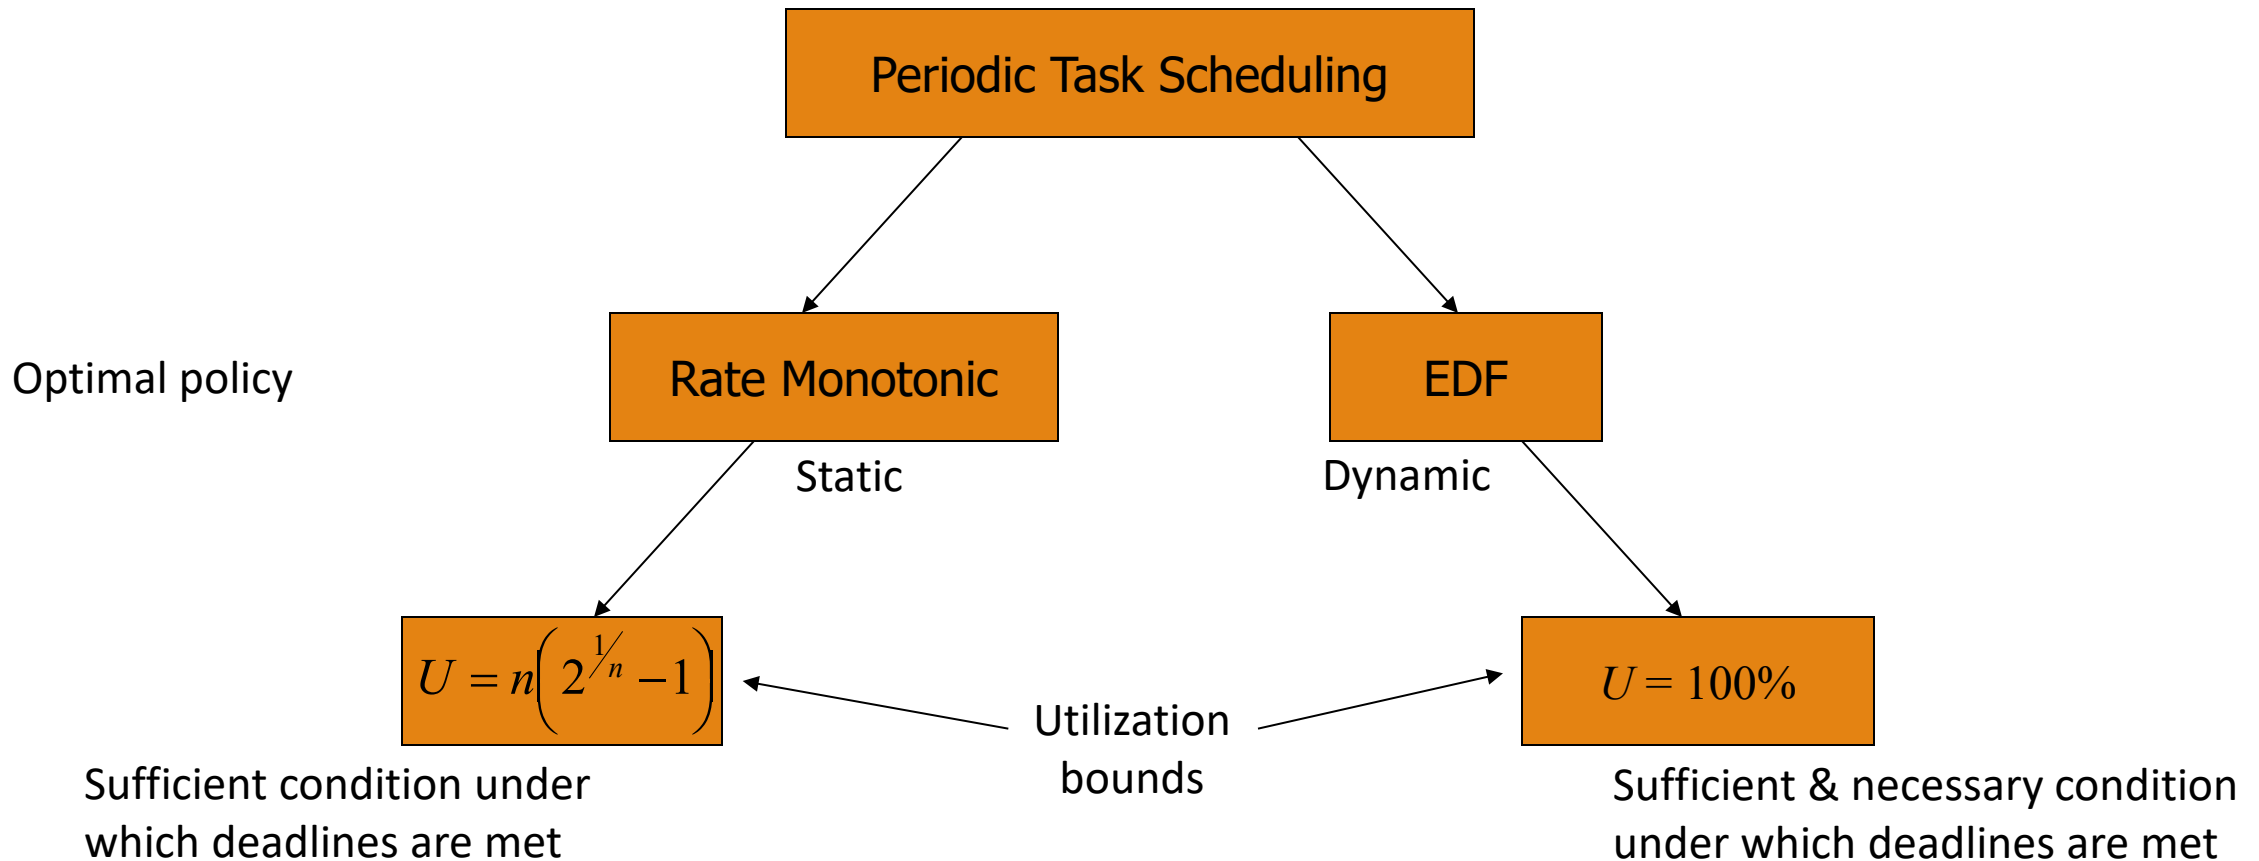 Periodic Task Scheduling
Optimal policy
Rate Monotonic
EDF
Static
Dynamic
U = n(2^{1/n} − 1)
U = 100%
Utilization
bounds
Sufficient condition under
which deadlines are met
Sufficient & necessary condition
under which deadlines are met